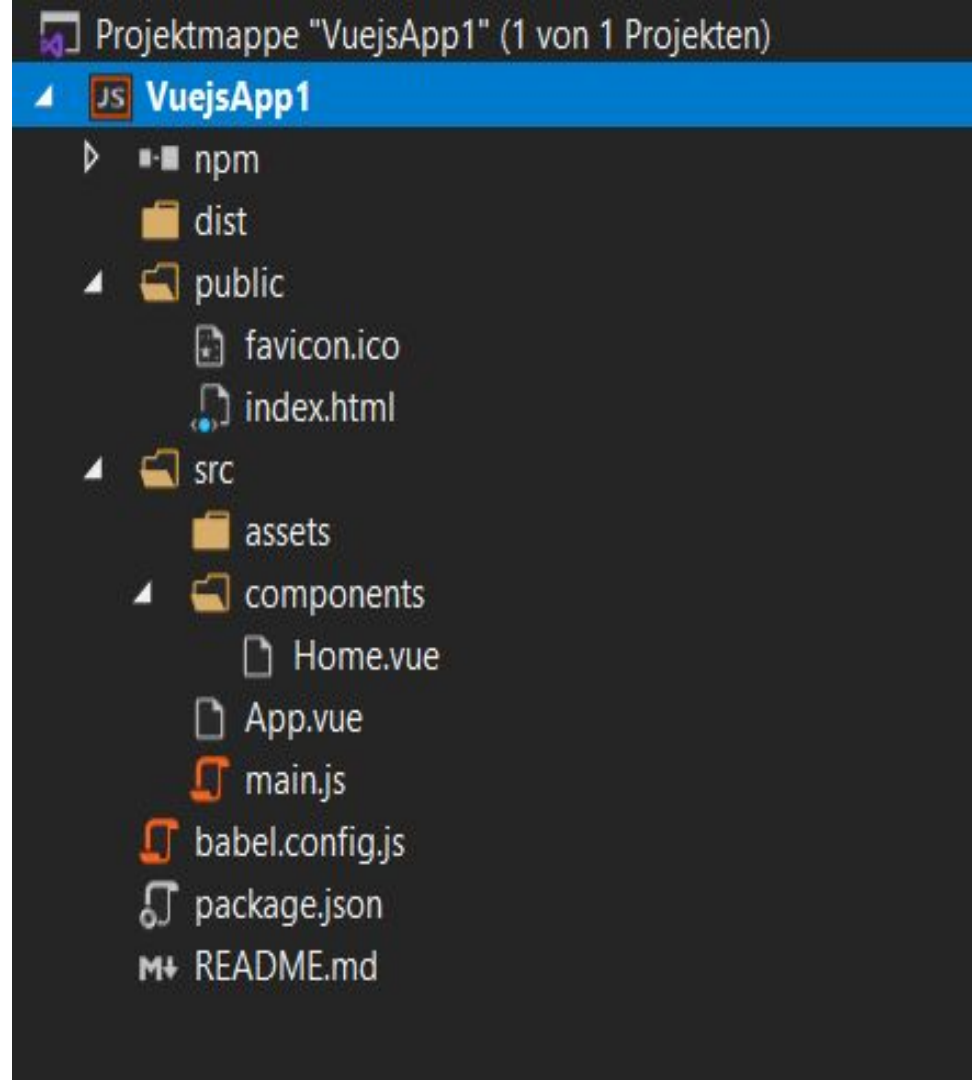 Projektmappe "VuejsApp1" (1 von 1 Projekten)
JS VuejsApp1
npm
dist
public
favicon.ico
index.html
src
assets
components
Home.vue
App.vue
main.js
babel.config.js
package.json
M README.md